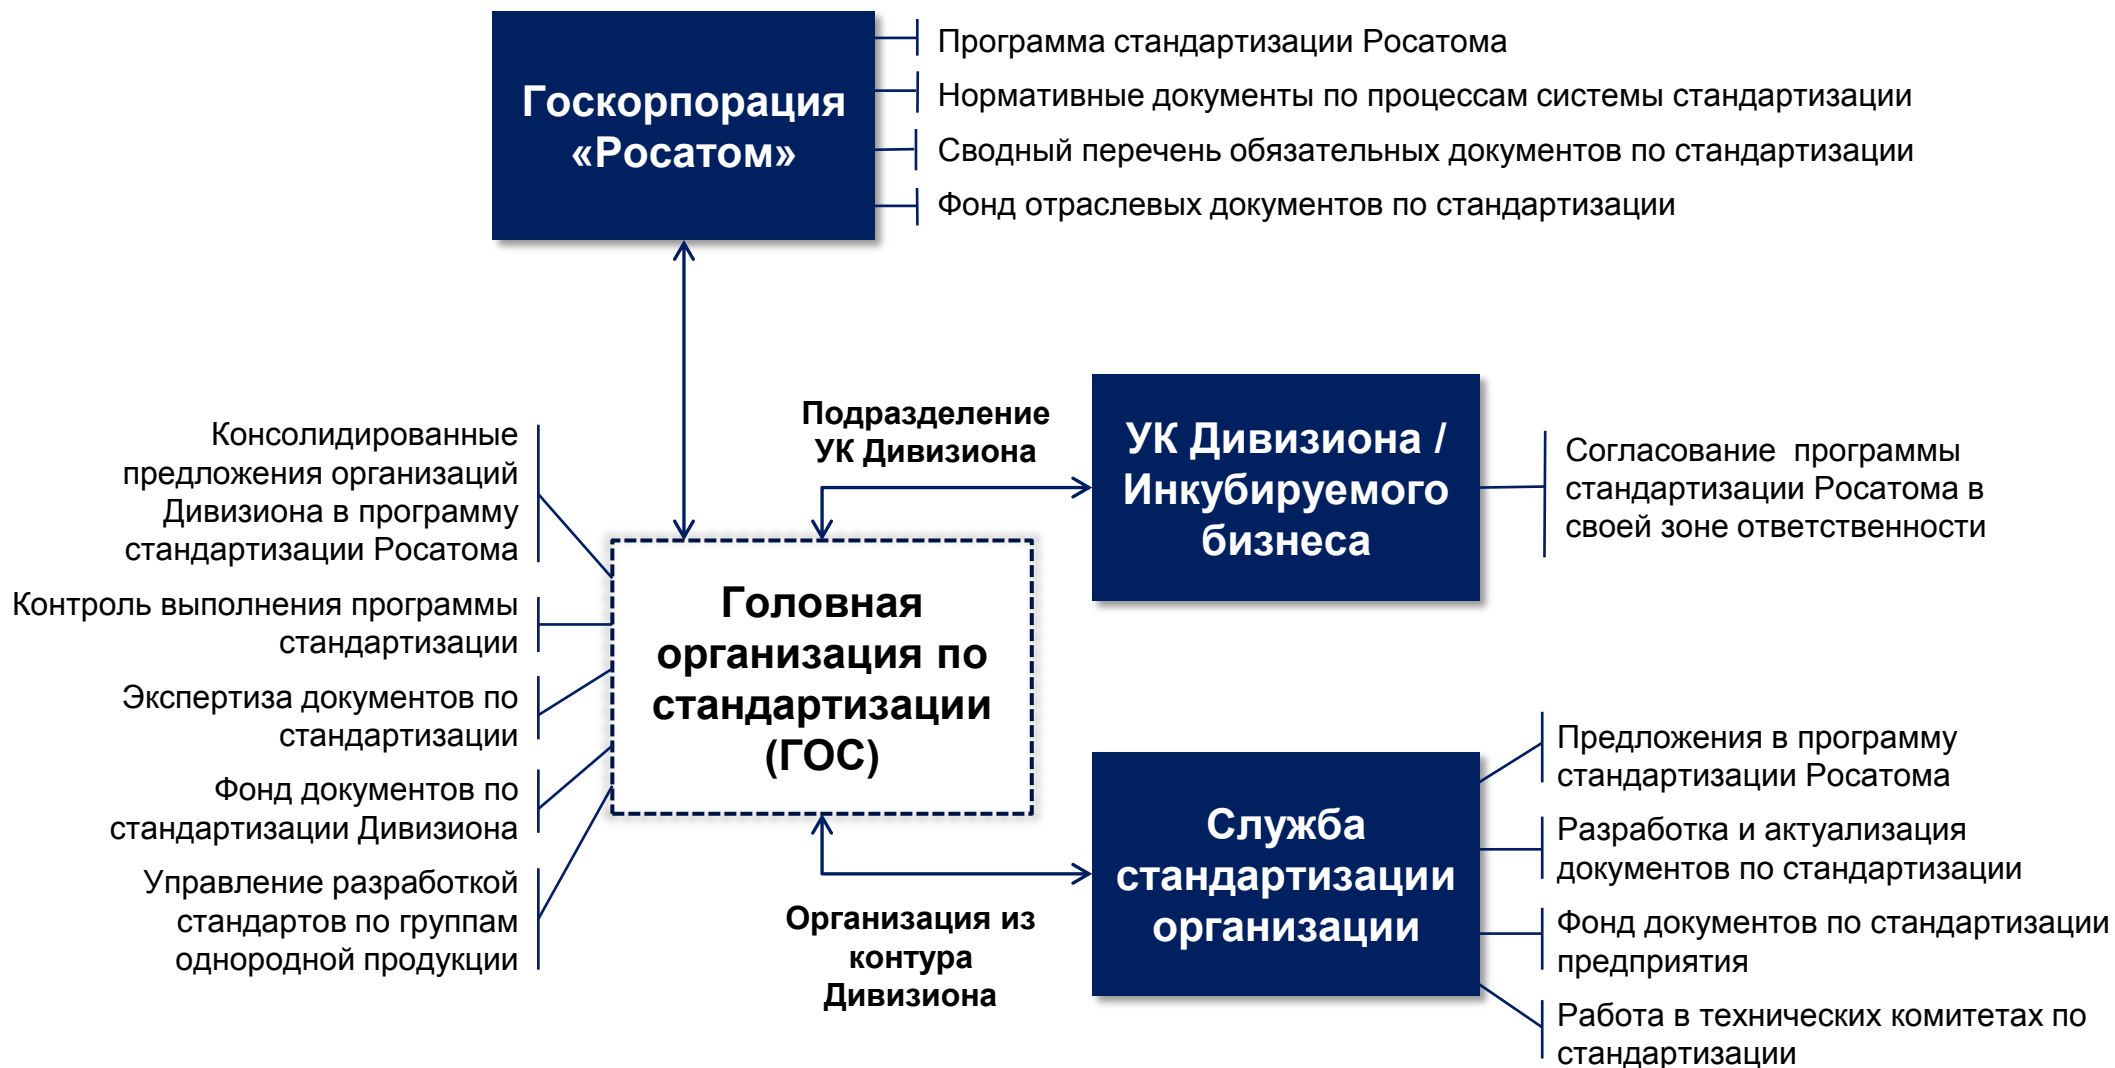 Госкорпорация
«Росатом»
Программа стандартизации Росатома
Нормативные документы по процессам системы стандартизации
Сводный перечень обязательных документов по стандартизации
Фонд отраслевых документов по стандартизации
Подразделение
УК Дивизиона
УК Дивизиона /
Инкубируемого
бизнеса
Согласование программы
стандартизации Росатома в
своей зоне ответственности
Консолидированные
предложения организаций
Дивизиона в программу
стандартизации Росатома
Контроль выполнения программы
стандартизации
Экспертиза документов по
стандартизации
Фонд документов по
стандартизации Дивизиона
Управление разработкой
стандартов по группам
однородной продукции
Головная
организация по
стандартизации
(ГОС)
Организация из
контура
Дивизиона
Служба
стандартизации
организации
Предложения в программу
стандартизации Росатома
Разработка и актуализация
документов по стандартизации
Фонд документов по стандартизации
предприятия
Работа в технических комитетах по
стандартизации